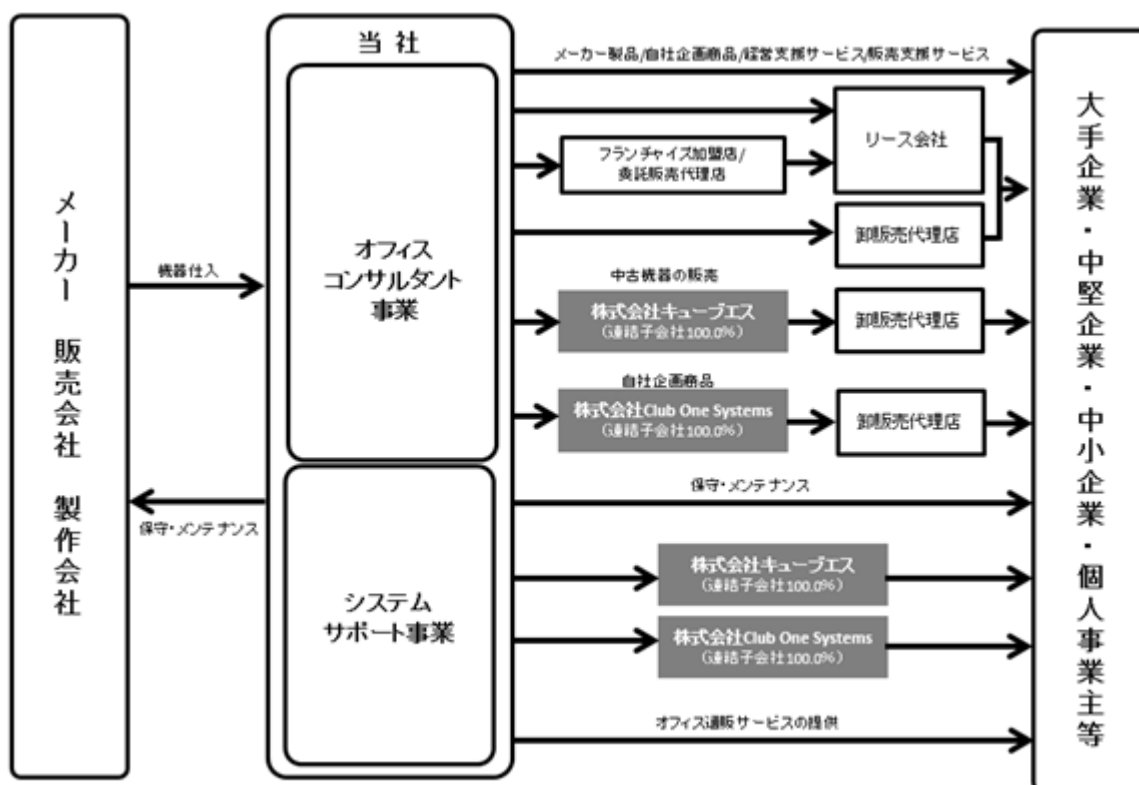 メーカー 販売会社 製作会社
機器仕入
保守・メンテナンス
当社
オフィス
コンサルタント
事業
システム
サポート事業
メーカー製品/自社企画商品/経営支援サービス/販売支援サービス
リース会社
フランチャイズ加盟店/
委託販売代理店
卸販売代理店
中古機器の販売
株式会社キューブエス
(連結子会社100.0%)
卸販売代理店
自社企画商品
株式会社Club One Systems
(連結子会社100.0%)
卸販売代理店
保守・メンテナンス
株式会社キューブエス
(連結子会社100.0%)
株式会社Club One Systems
(連結子会社100.0%)
オフィス通販サービスの提供
大手企業・中堅企業・中小企業・個人事業主等